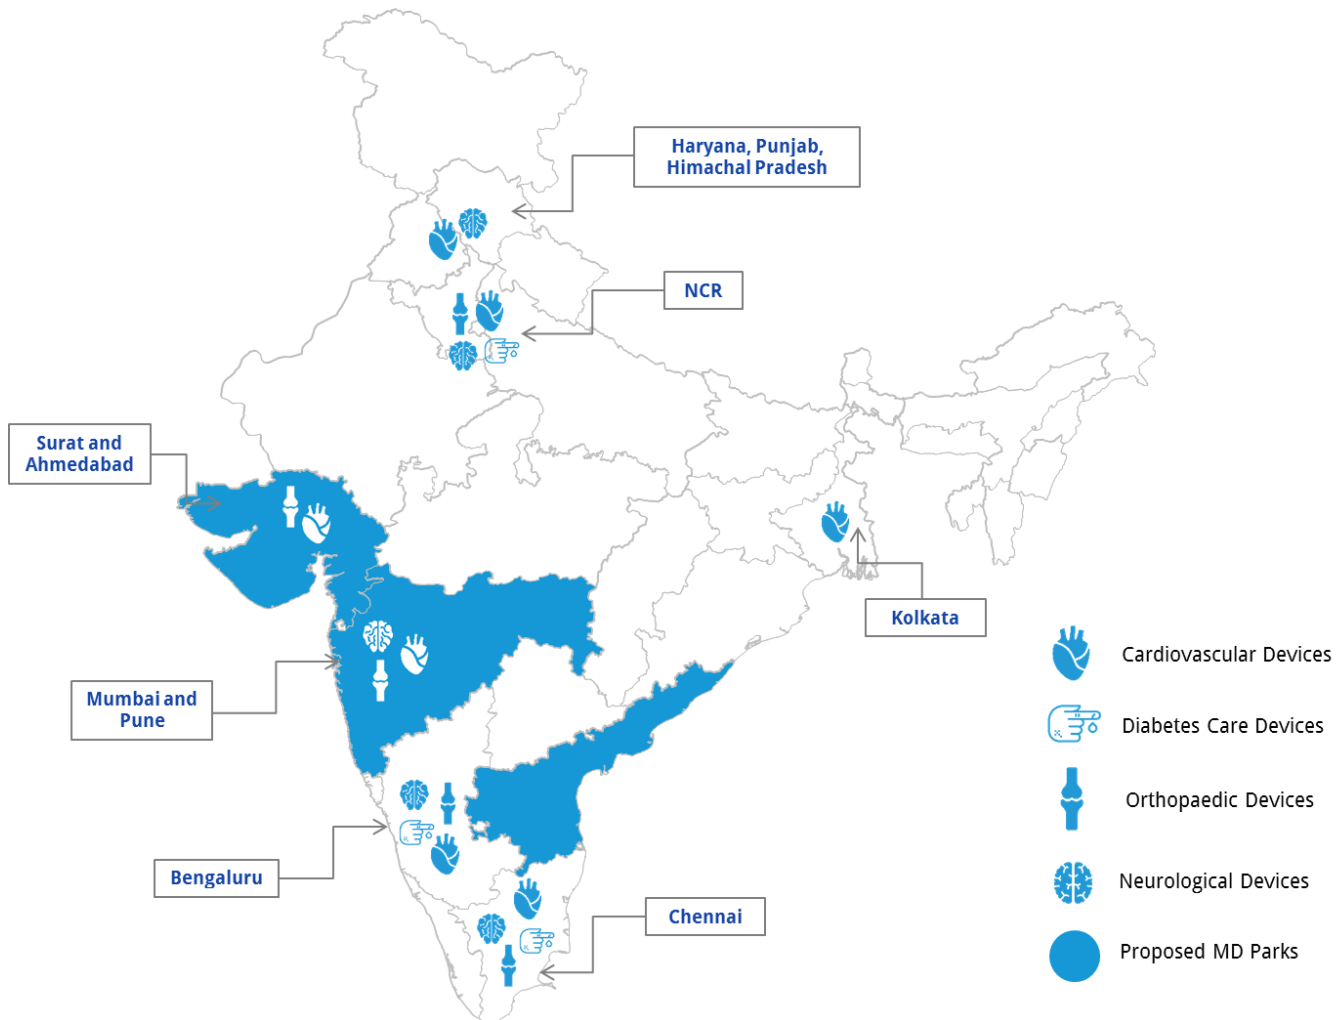 Haryana, Punjab,
Himachal Pradesh
NCR
Surat and
Ahmedabad
Kolkata
Mumbai and
Pune
Bengaluru
Chennai
Cardiovascular Devices
Diabetes Care Devices
Orthopaedic Devices
Neurological Devices
Proposed MD Parks